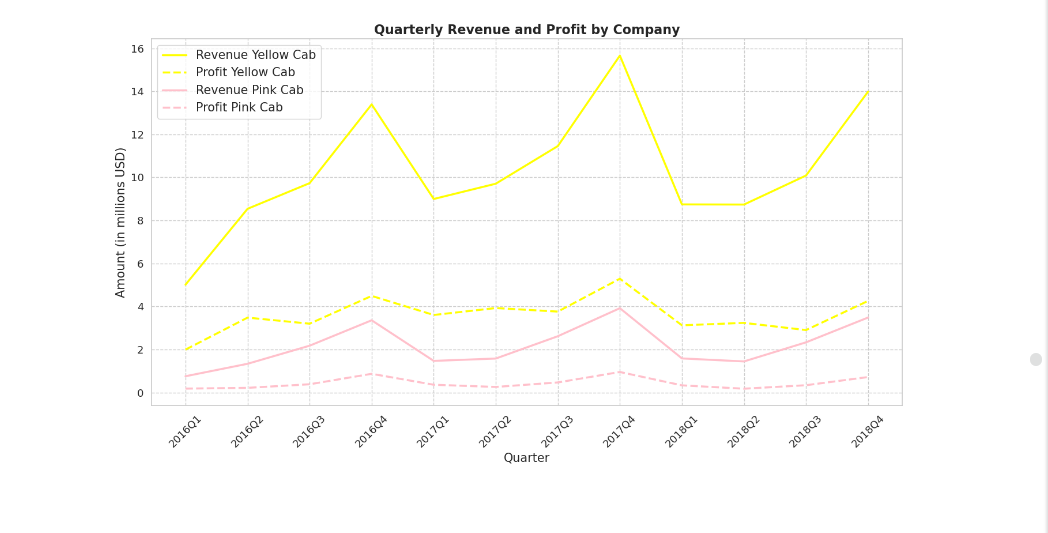 Quarterly Revenue and Profit by Company
Revenue Yellow Cab
Profit Yellow Cab
Revenue Pink Cab
Profit Pink Cab
16
14
12
10
8
6
4
2
0
Amount (in millions USD)
2016Q1
2016Q2
2016Q3
2016Q4
2017Q1
2017Q2
2017Q3
2017Q4
2018Q1
2018Q2
2018Q3
2018Q4
Quarter